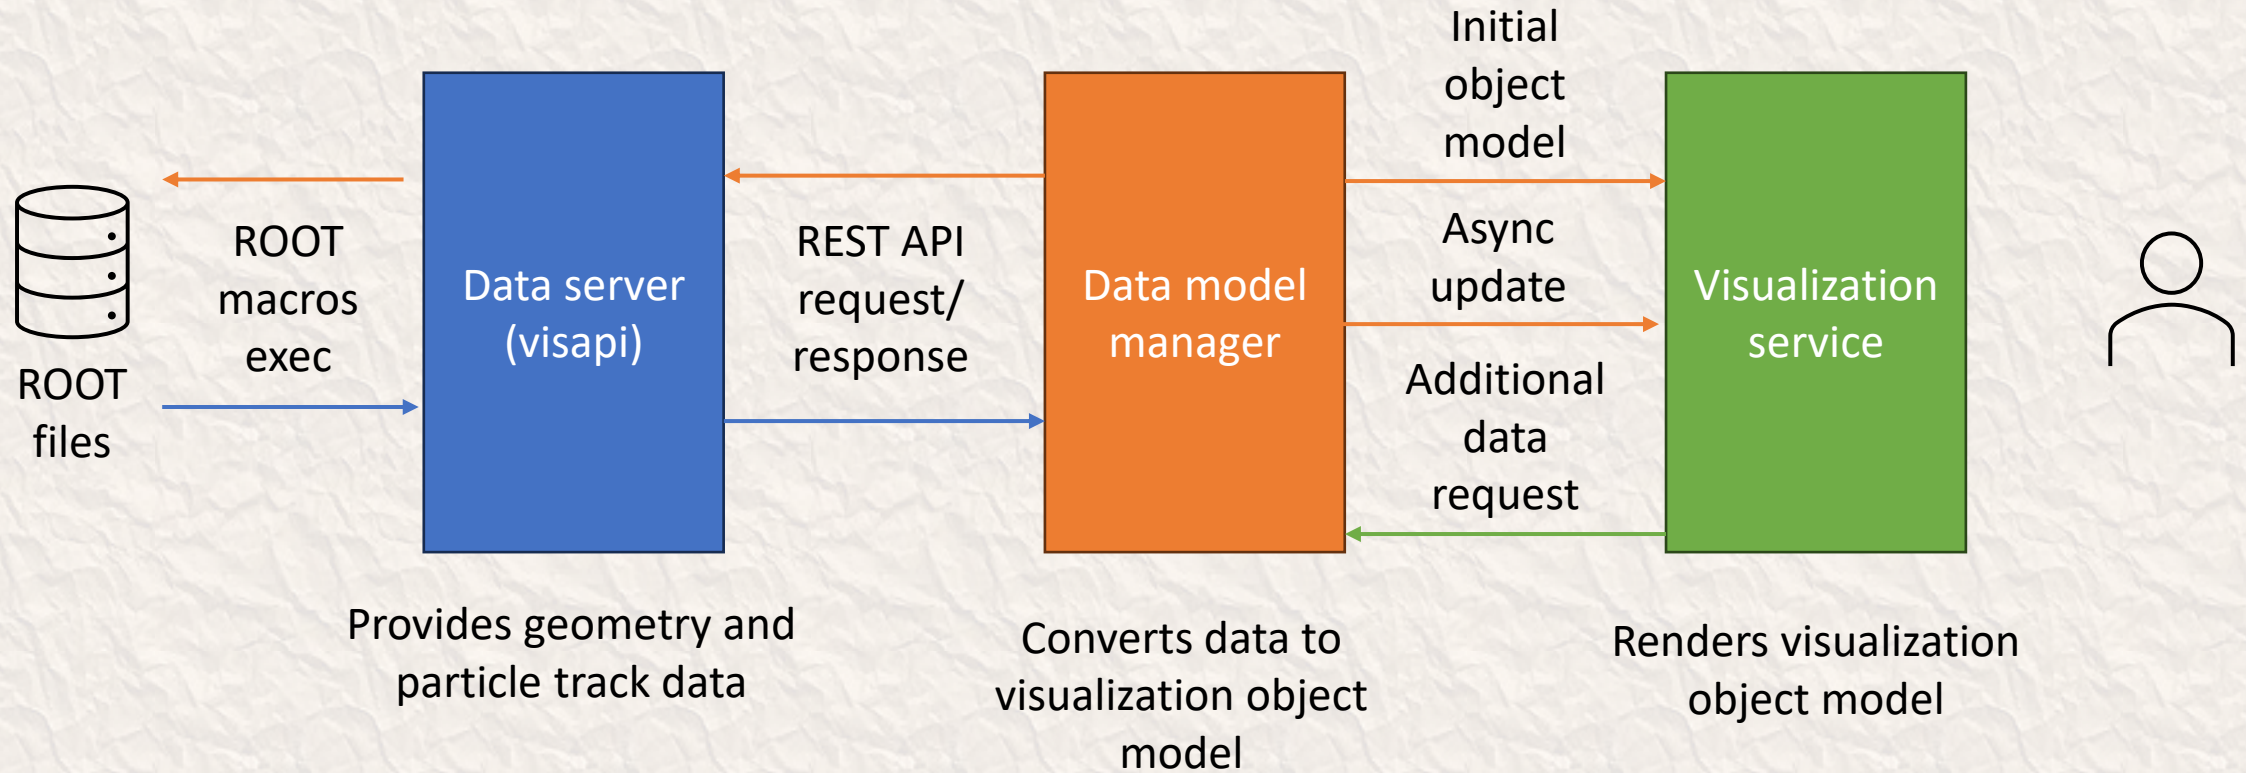 ROOT
files
ROOT
macros
exec
Data server
(visapi)
REST API
request/
response
Data model
manager
Initial
object
model
Async
update
Additional
data
request
Visualization
service
Provides geometry and
particle track data
Converts data to
visualization object
model
Renders visualization
object model